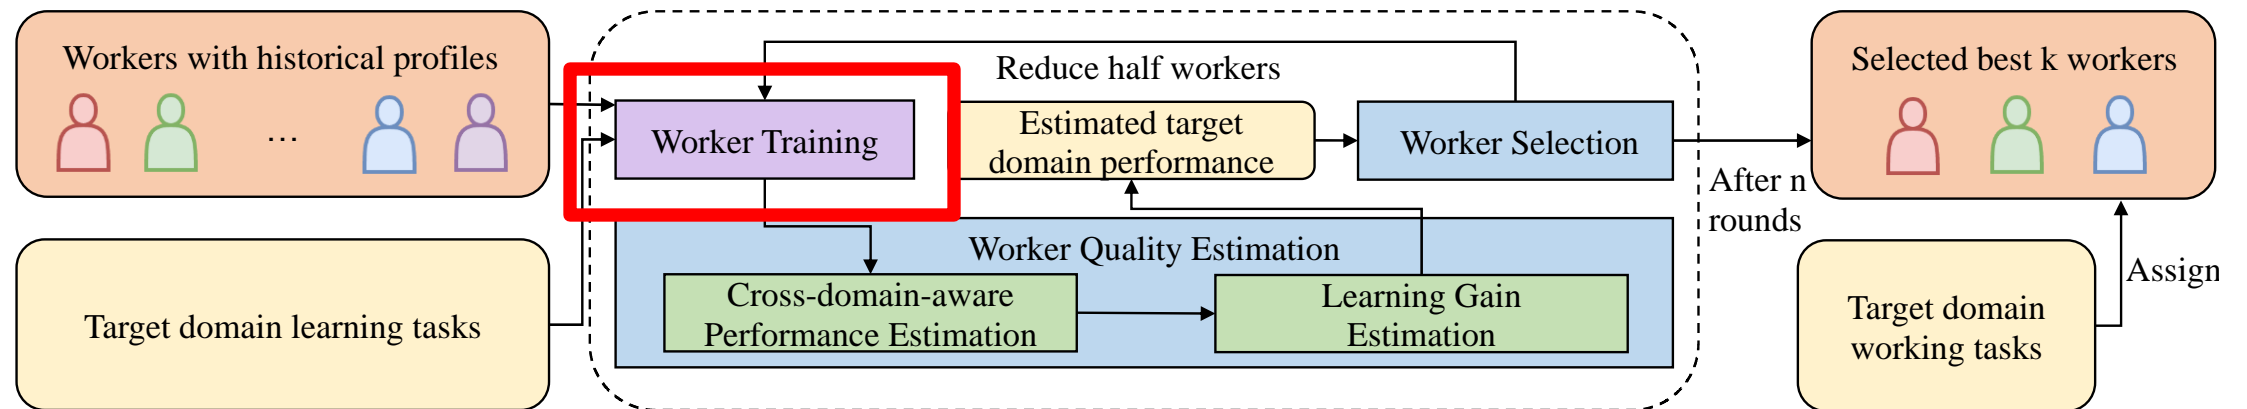 Workers with historical profiles
...
Target domain learning tasks
Reduce half workers
Worker Training
Estimated target
domain performance
Worker Selection
Worker Quality Estimation
Cross-domain-aware
Performance Estimation
Learning Gain
Estimation
After n
rounds
Selected best k workers
Assign
Target domain
working tasks